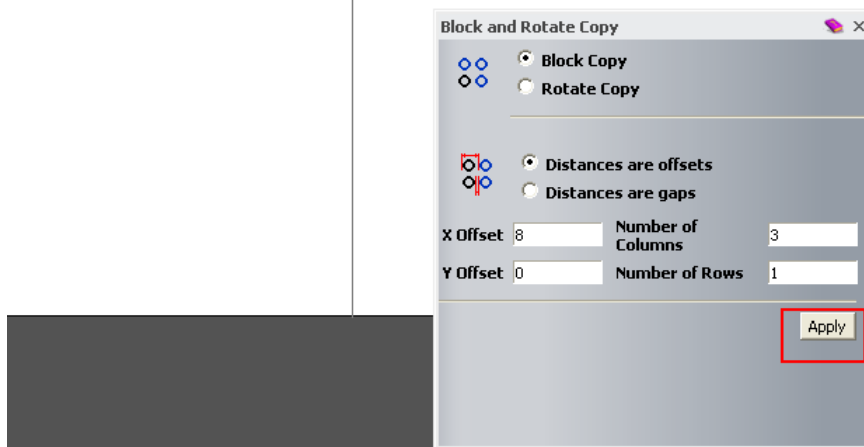 Block and Rotate Copy
Block Copy
Rotate Copy
Distances are offsets
Distances are gaps
X Offset 8 Number of Columns 3
Y Offset 0 Number of Rows 1
Apply